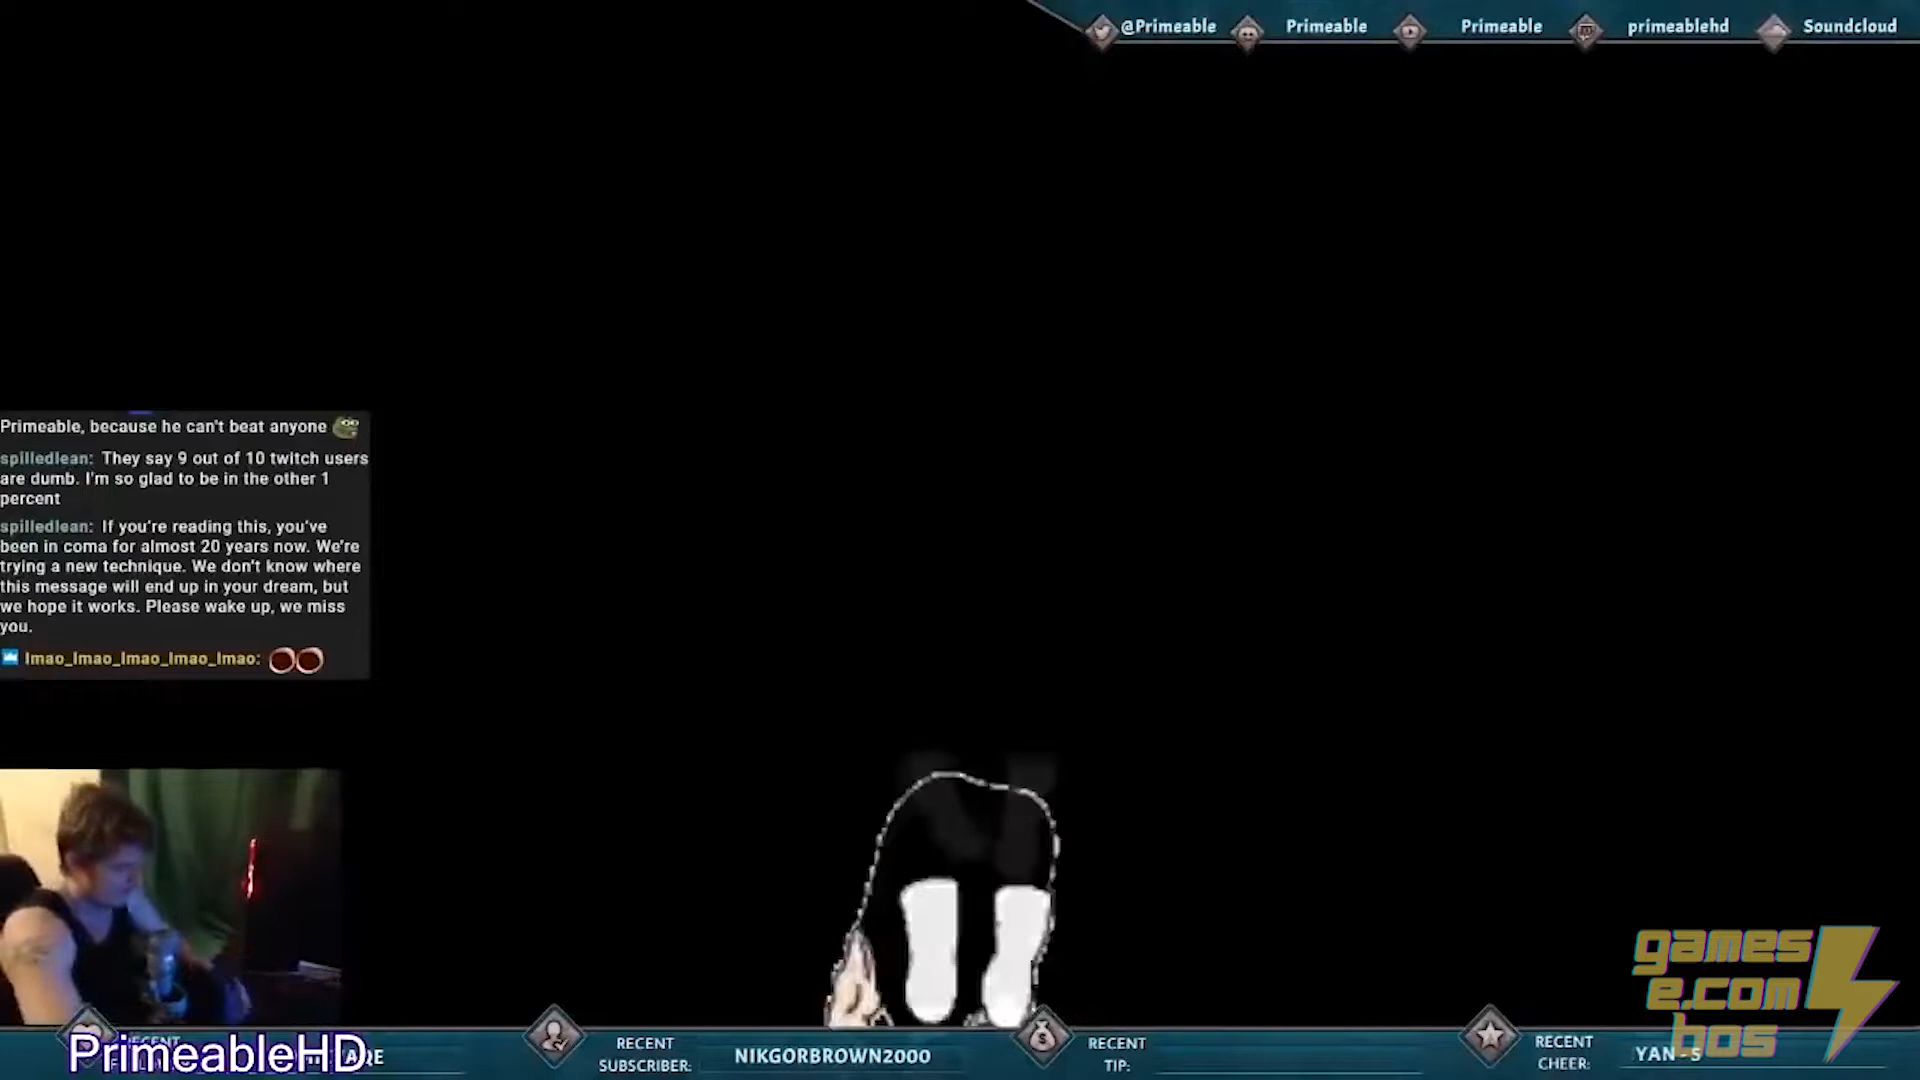 @Primeable
Primeable
Primeable
primeablehd
Soundcloud
Primeable, because he can't beat anyone
spilledlean: They say 9 out of 10 twitch users
are dumb. I'm so glad to be in the other 1
percent
spilledlean: If you're reading this, you've
been in coma for almost 20 years now. We're
trying a new technique. We don't know where
this message will end up in your dream, but
we hope it works. Please wake up, we miss
you.
lmao_lmao_lmao_lmao_lmao:
PrimeableHD
RECENT
SUBSCRIBER:
NIKGORBROWN2000
RECENT
TIP:
RECENT
CHEER:
YAN-S
games
e.com
bos